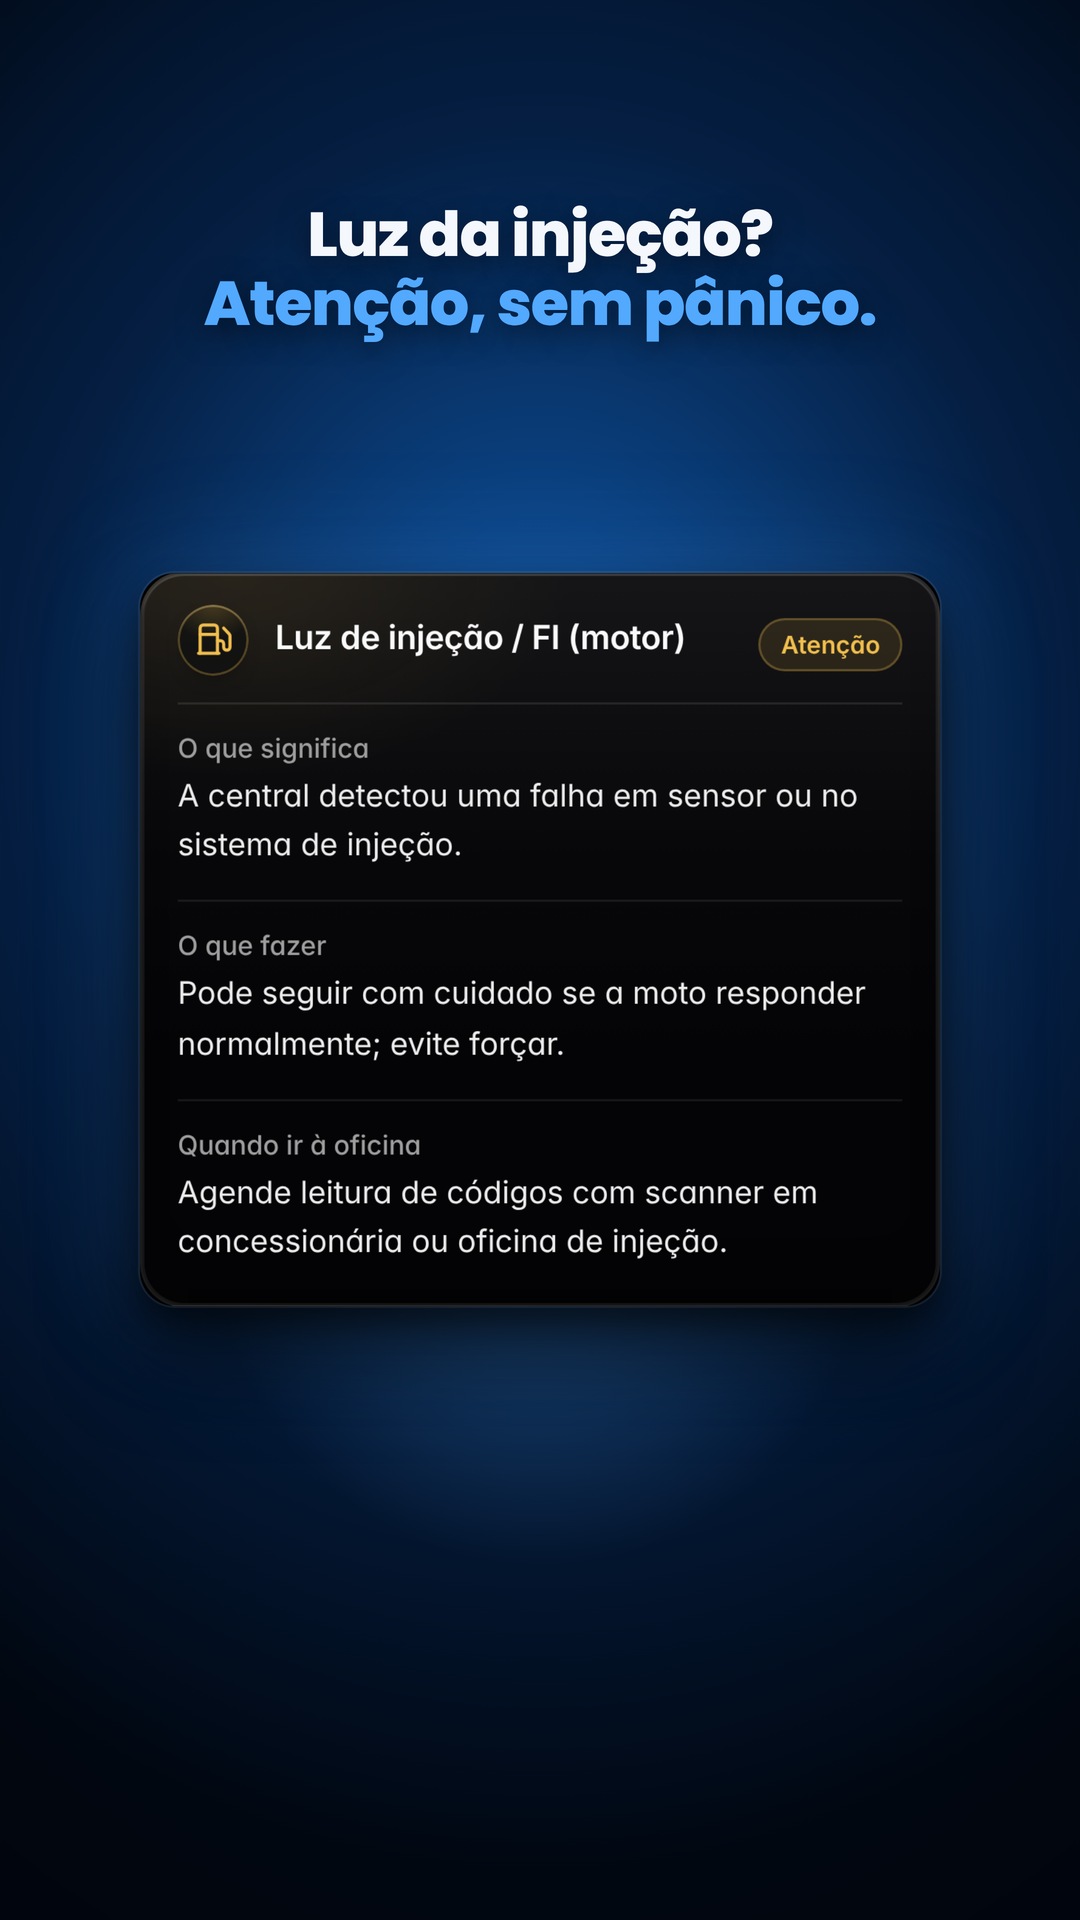 Luz da injeção?
Atenção, sem pânico.
Luz de injeção / FI (motor)
Atenção
O que significa
A central detectou uma falha em sensor ou no
sistema de injeção.
O que fazer
Pode seguir com cuidado se a moto responder
normalmente; evite forçar.
Quando ir à oficina
Agende leitura de códigos com scanner em
concessionária ou oficina de injeção.